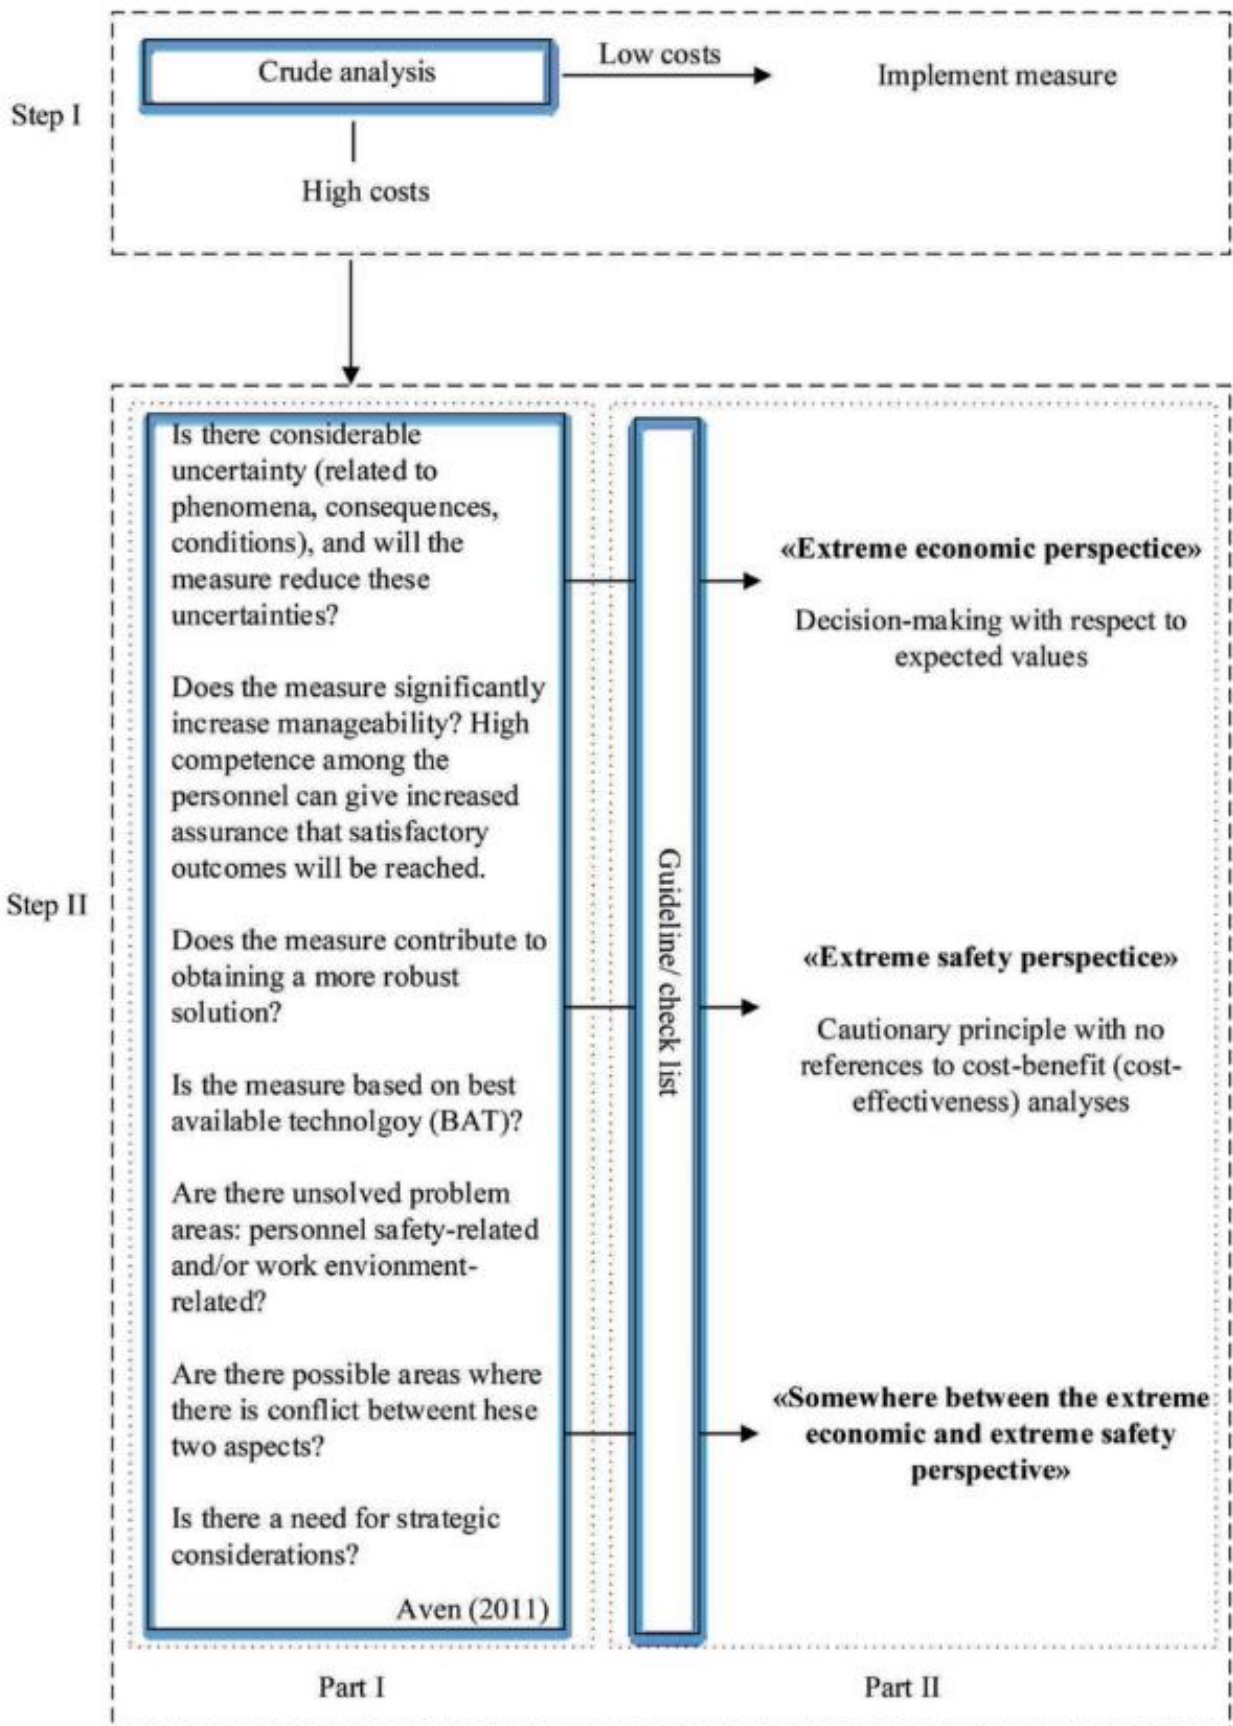 Crude analysis
Low costs
Implement measure
Step I
High costs
Is there considerable
uncertainty (related to
phenomena, consequences,
conditions), and will the
measure reduce these
uncertainties?
Does the measure significantly
increase manageability? High
competence among the
personnel can give increased
assurance that satisfactory
outcomes will be reached.
Does the measure contribute to
obtaining a more robust
solution?
Is the measure based on best
available technolgoy (BAT)?
Are there unsolved problem
areas: personnel safety-related
and/or work envionment-
related?
Are there possible areas where
there is conflict betweent hese
two aspects?
Is there a need for strategic
considerations?
Aven (2011)
Step II
Guideline/ check list
«Extreme economic perspectice»
Decision-making with respect to
expected values
«Extreme safety perspectice»
Cautionary principle with no
references to cost-benefit (cost-
effectiveness) analyses
«Somewhere between the extreme
economic and extreme safety
perspective»
Part I
Part II